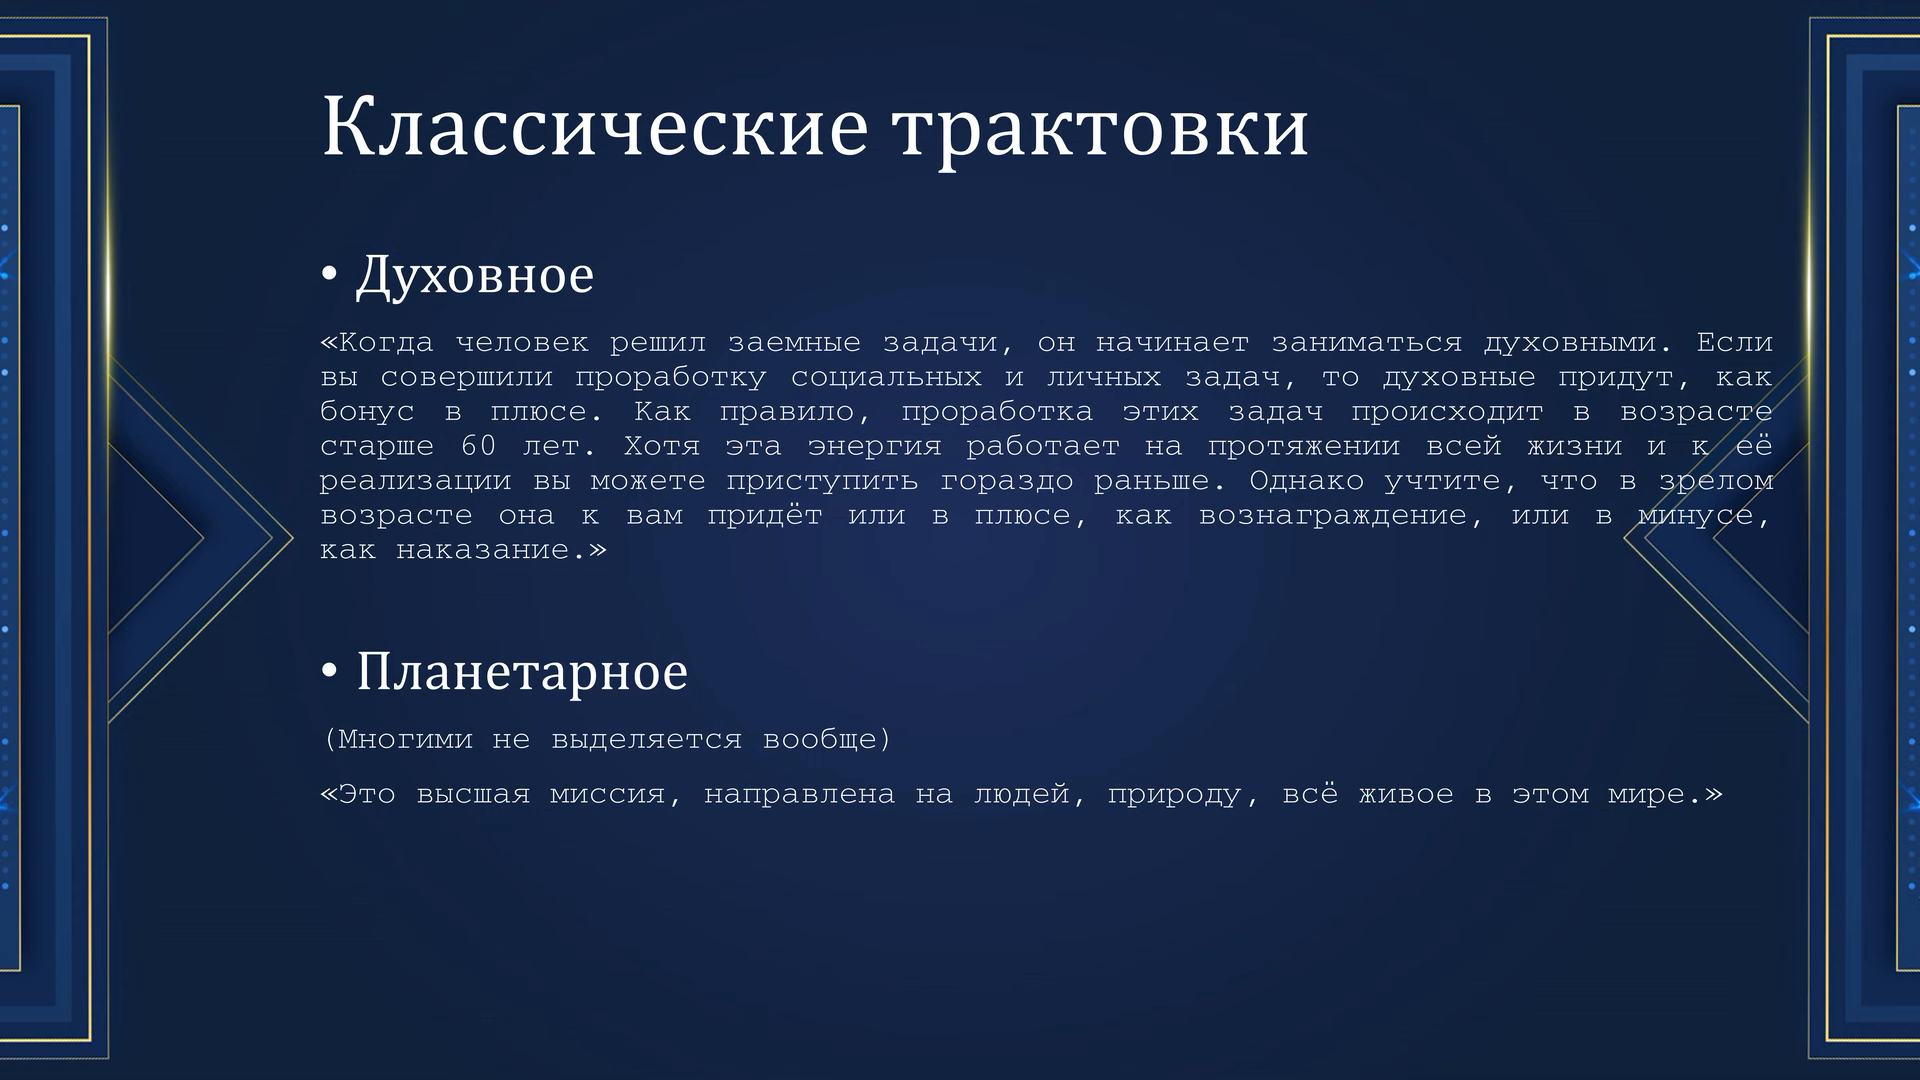 Классические трактовки
• Духовное
«Когда человек решил заемные задачи, он начинает заниматься духовными. Если
вы совершили проработку социальных и личных задач, то духовные придут, как
бонус в плюсе. Как правило, проработка этих задач происходит в возрасте
старше 60 лет. Хотя эта энергия работает на протяжении всей жизни и к её
реализации вы можете приступить гораздо раньше. Однако учтите, что в зрелом
возрасте она к вам придёт или в плюсе, как вознаграждение, или в минусе,
как наказание.»
• Планетарное
(Многими не выделяется вообще)
«Это высшая миссия, направлена на людей, природу, всё живое в этом мире.»